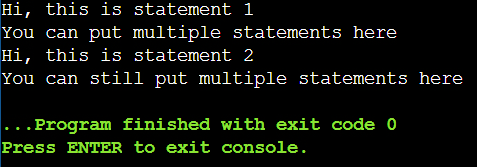 Hi, this is statement 1
You can put multiple statements here
Hi, this is statement 2
You can still put multiple statements here
...Program finished with exit code 0
Press ENTER to exit console.